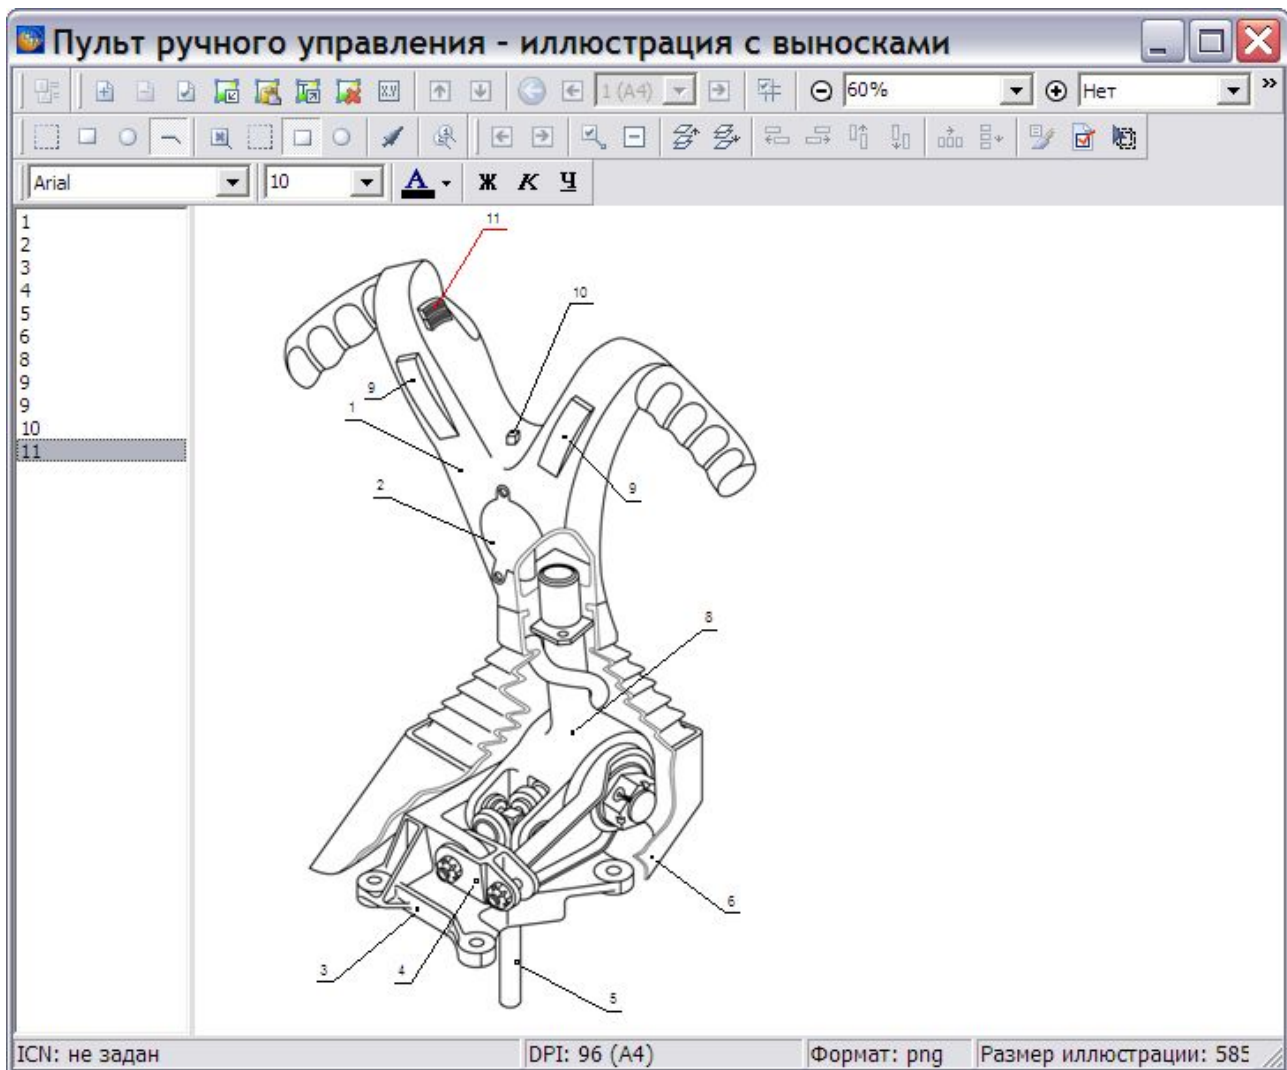 Пульт ручного управления - иллюстрация с выносками
1 (A4)
60%
Нет
Arial
10
A
Ж К Ч
1
2
3
4
5
6
8
9
9
10
11
11
10
9
1
2
9
8
6
3
4
5
ICN: не задан
DPI: 96 (A4)
Формат: png
Размер иллюстрации: 585